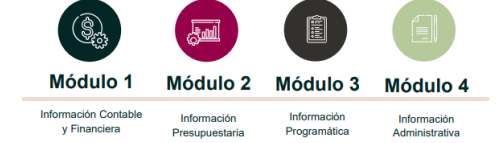 Módulo 1 Módulo 2 Módulo 3 Módulo 4
Información Contable
y Financiera
Información
Presupuestaria
Información
Programática
Información
Administrativa